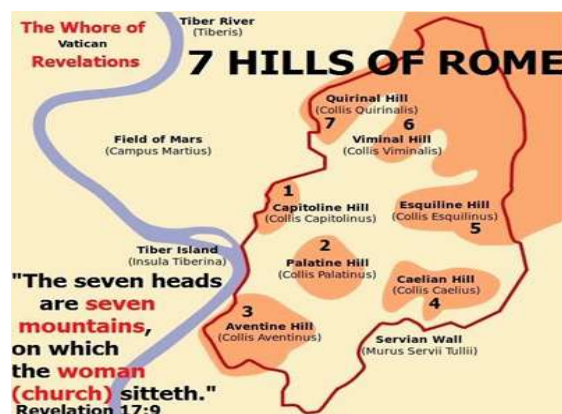 The Whore of
Vatican
Revelations
Tiber River
(Tiberis)
7 HILLS OF ROME
Quirinal Hill
(Collis Quirinalis)
7
6
Viminal Hill
(Collis Viminalis)
Field of Mars
(Campus Martius)
1
Capitoline Hill
(Collis Capitolinus)
Esquiline Hill
(Collis Esquilinus)
5
Tiber Island
(Insula Tiberina)
2
Palatine Hill
(Collis Palatinus)
Caelian Hill
(Collis Caelius)
4
3
Aventine Hill
(Collis Aventinus)
Servian Wall
(Murus Servii Tullii)
"The seven heads
are seven
mountains,
on which
the woman
(church) sitteth."
Revelation 17:9